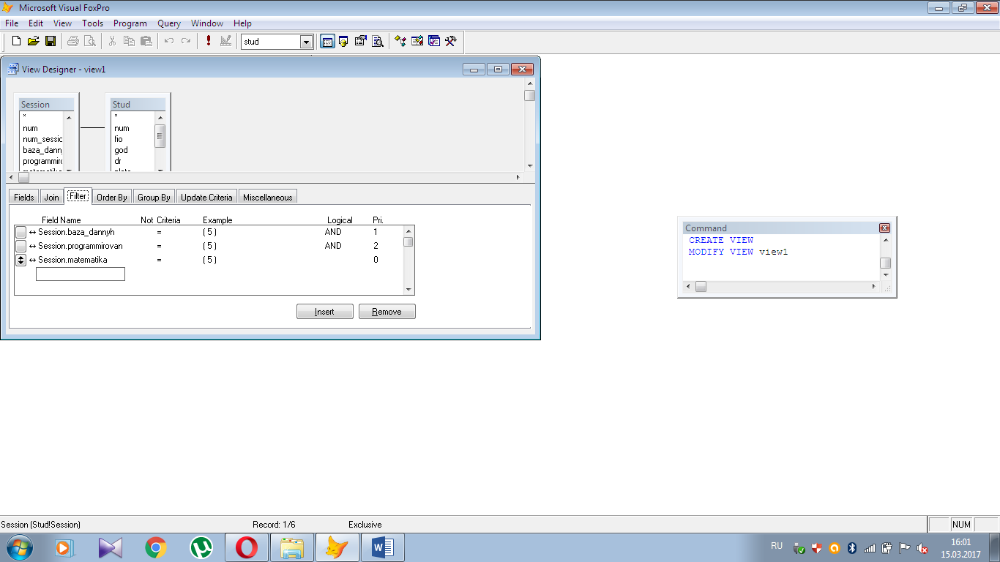 Microsoft Visual FoxPro
File Edit View Tools Program Query Window Help
stud
View Designer - view1
Session
*
num
num_sessio
baza_dann
programmiro
Stud
*
num
fio
god
dr
Fields Join Filter Order By Group By Update Criteria Miscellaneous
Field Name Not Criteria Example Logical Pri.
Session.baza_dannyh = ( 5 ) AND 1
Session.programmirovan = ( 5 ) AND 2
Session.matematika = ( 5 ) 0
Insert Remove
Command
CREATE VIEW
MODIFY VIEW view1
Session (Stud!Session) Record: 1/6 Exclusive NUM
RU
16:01
15.03.2017